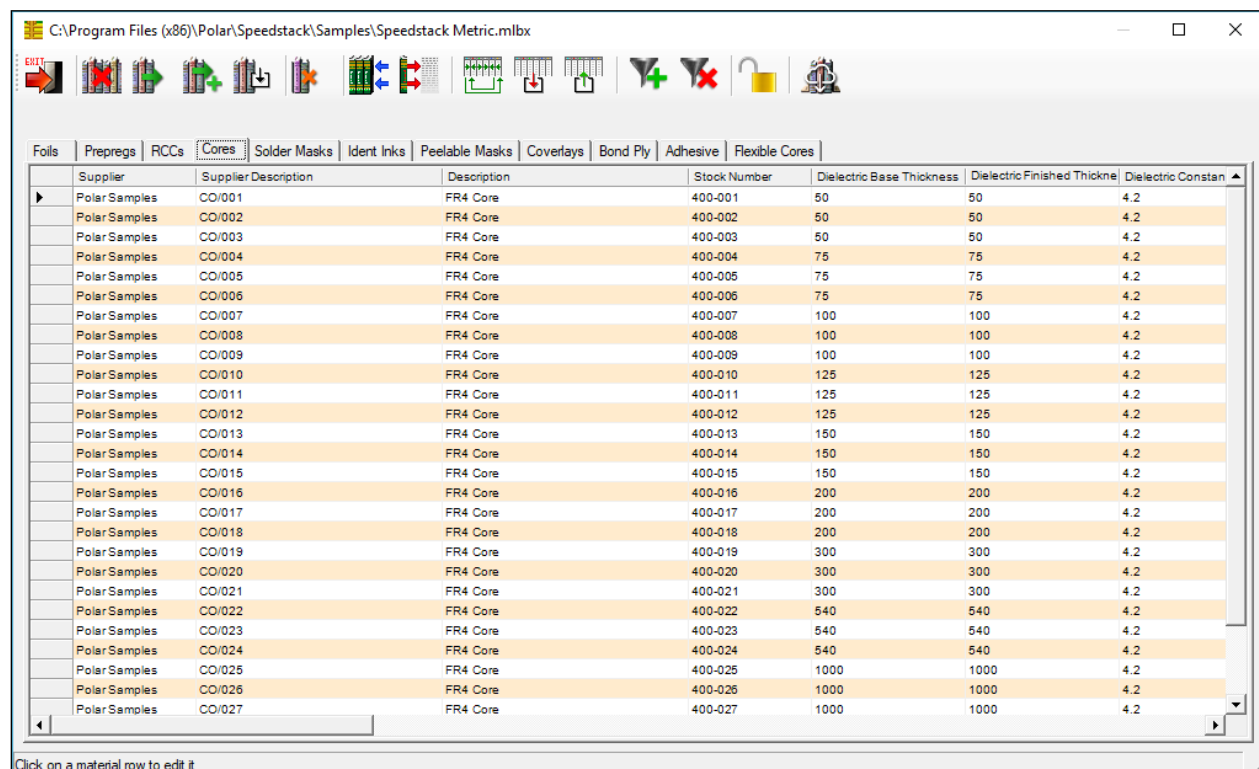 C:\Program Files (x86)\Polar\Speedstack\Samples\Speedstack Metric.mlbx
EXIT
Foils Prepregs RCCs Cores Solder Masks Ident Inks Peelable Masks Coverlays Bond Ply Adhesive Flexible Cores
Supplier Supplier Description Description Stock Number Dielectric Base Thickness Dielectric Finished Thickne Dielectric Constan
Polar Samples CO/001 FR4 Core 400-001 50 50 4.2
Polar Samples CO/002 FR4 Core 400-002 50 50 4.2
Polar Samples CO/003 FR4 Core 400-003 50 50 4.2
Polar Samples CO/004 FR4 Core 400-004 75 75 4.2
Polar Samples CO/005 FR4 Core 400-005 75 75 4.2
Polar Samples CO/006 FR4 Core 400-006 75 75 4.2
Polar Samples CO/007 FR4 Core 400-007 100 100 4.2
Polar Samples CO/008 FR4 Core 400-008 100 100 4.2
Polar Samples CO/009 FR4 Core 400-009 100 100 4.2
Polar Samples CO/010 FR4 Core 400-010 125 125 4.2
Polar Samples CO/011 FR4 Core 400-011 125 125 4.2
Polar Samples CO/012 FR4 Core 400-012 125 125 4.2
Polar Samples CO/013 FR4 Core 400-013 150 150 4.2
Polar Samples CO/014 FR4 Core 400-014 150 150 4.2
Polar Samples CO/015 FR4 Core 400-015 150 150 4.2
Polar Samples CO/016 FR4 Core 400-016 200 200 4.2
Polar Samples CO/017 FR4 Core 400-017 200 200 4.2
Polar Samples CO/018 FR4 Core 400-018 200 200 4.2
Polar Samples CO/019 FR4 Core 400-019 300 300 4.2
Polar Samples CO/020 FR4 Core 400-020 300 300 4.2
Polar Samples CO/021 FR4 Core 400-021 300 300 4.2
Polar Samples CO/022 FR4 Core 400-022 540 540 4.2
Polar Samples CO/023 FR4 Core 400-023 540 540 4.2
Polar Samples CO/024 FR4 Core 400-024 540 540 4.2
Polar Samples CO/025 FR4 Core 400-025 1000 1000 4.2
Polar Samples CO/026 FR4 Core 400-026 1000 1000 4.2
Polar Samples CO/027 FR4 Core 400-027 1000 1000 4.2
Click on a material row to edit it